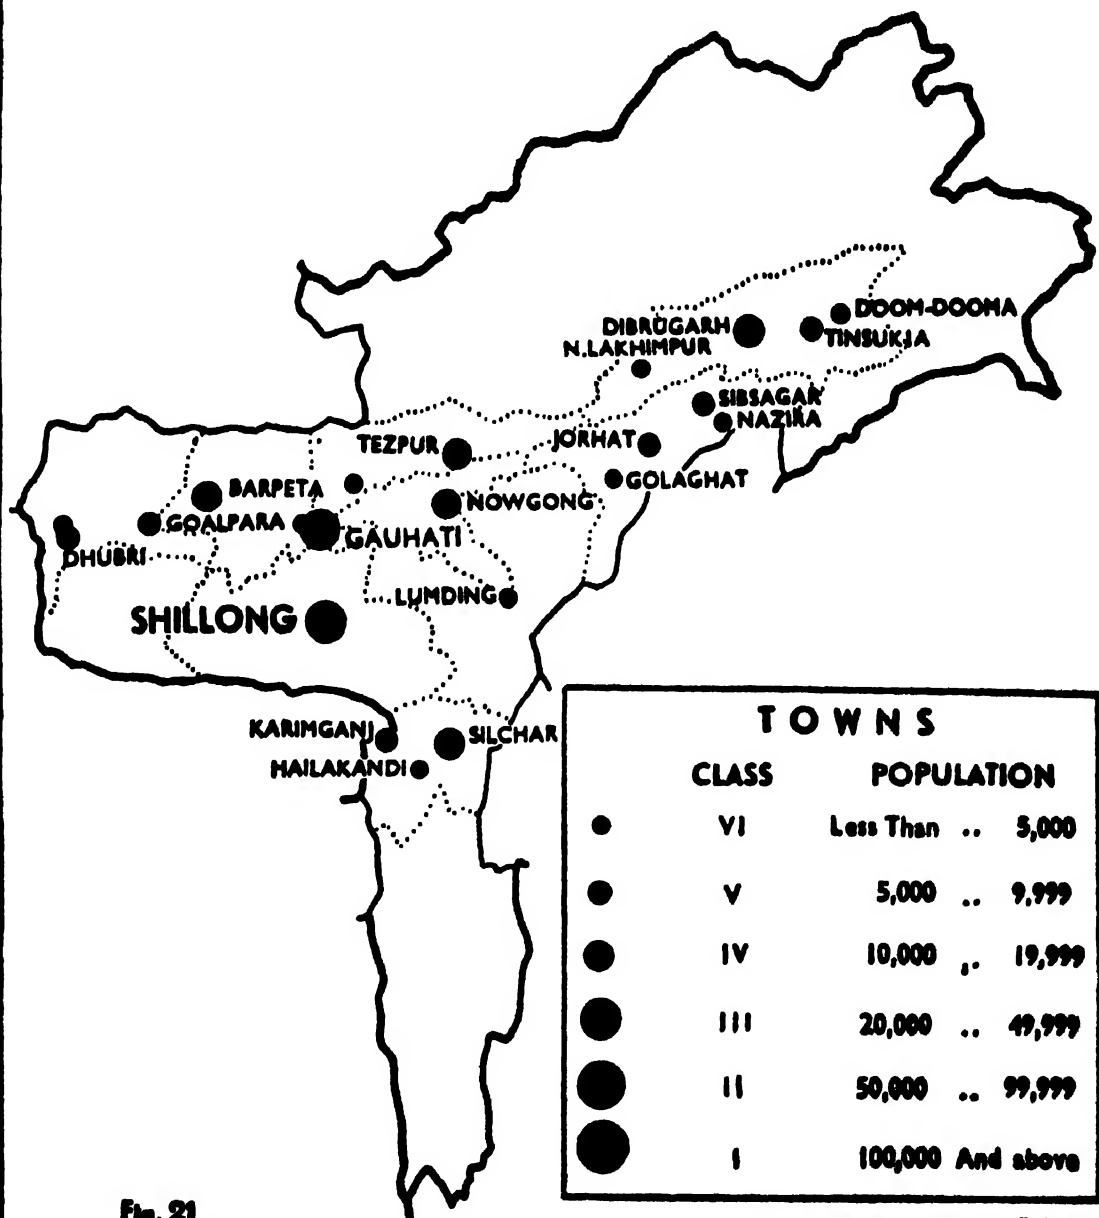 DOOM-DOOMA
DIBRUGARH
TINSUKIA
N.LAKHIMPUR
SIBSAGAR
NAZIRA
JORHAT
TEZPUR
GOLAGHAT
BARPETA
NOWGONG
GOALPARA
GAUHATI
DHUBRI
LUMDING
SHILLONG
KARIMGANJ
SILCHAR
HAILAKANDI
TOWNS
CLASS POPULATION
VI Less Than .. 5,000
V 5,000 .. 9,999
IV 10,000 .. 19,999
III 20,000 .. 49,999
II 50,000 .. 99,999
I 100,000 And above
Fig. 21